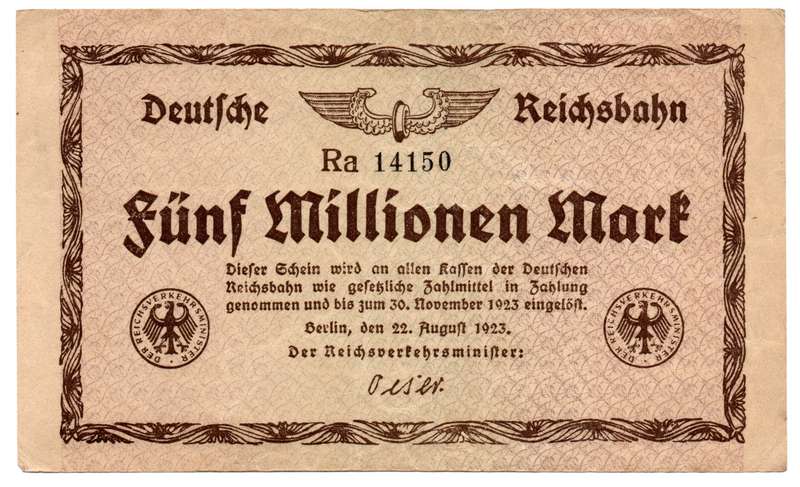 Deutsche Reichsbahn
Ra 14150
Fünf Millionen Mark
Dieser Schein wird an allen Kassen der Deutschen
Reichsbahn wie gesetzliche Zahlmittel in Zahlung
genommen und bis zum 30. November 1923 eingelöst.
Berlin, den 22. August 1923.
Der Reichsverkehrsminister:
Oeser.
DER REICHSVERKEHRSMINISTER
DER REICHSVERKEHRSMINISTER